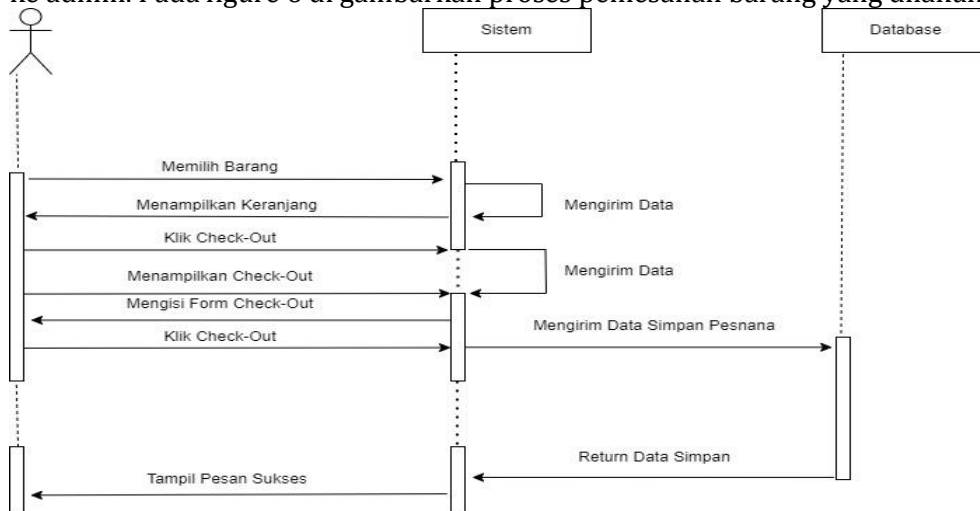 ke admin. Pada figure 6 di gambarkan proses pemesanan barang yang
Sistem
Database
Memilih Barang
Mengirim Data
Menampilkan Keranjang
Klik Check-Out
Mengirim Data
Menampilkan Check-Out
Mengisi Form Check-Out
Mengirim Data Simpan Pesnana
Klik Check-Out
Return Data Simpan
Tampil Pesan Sukses